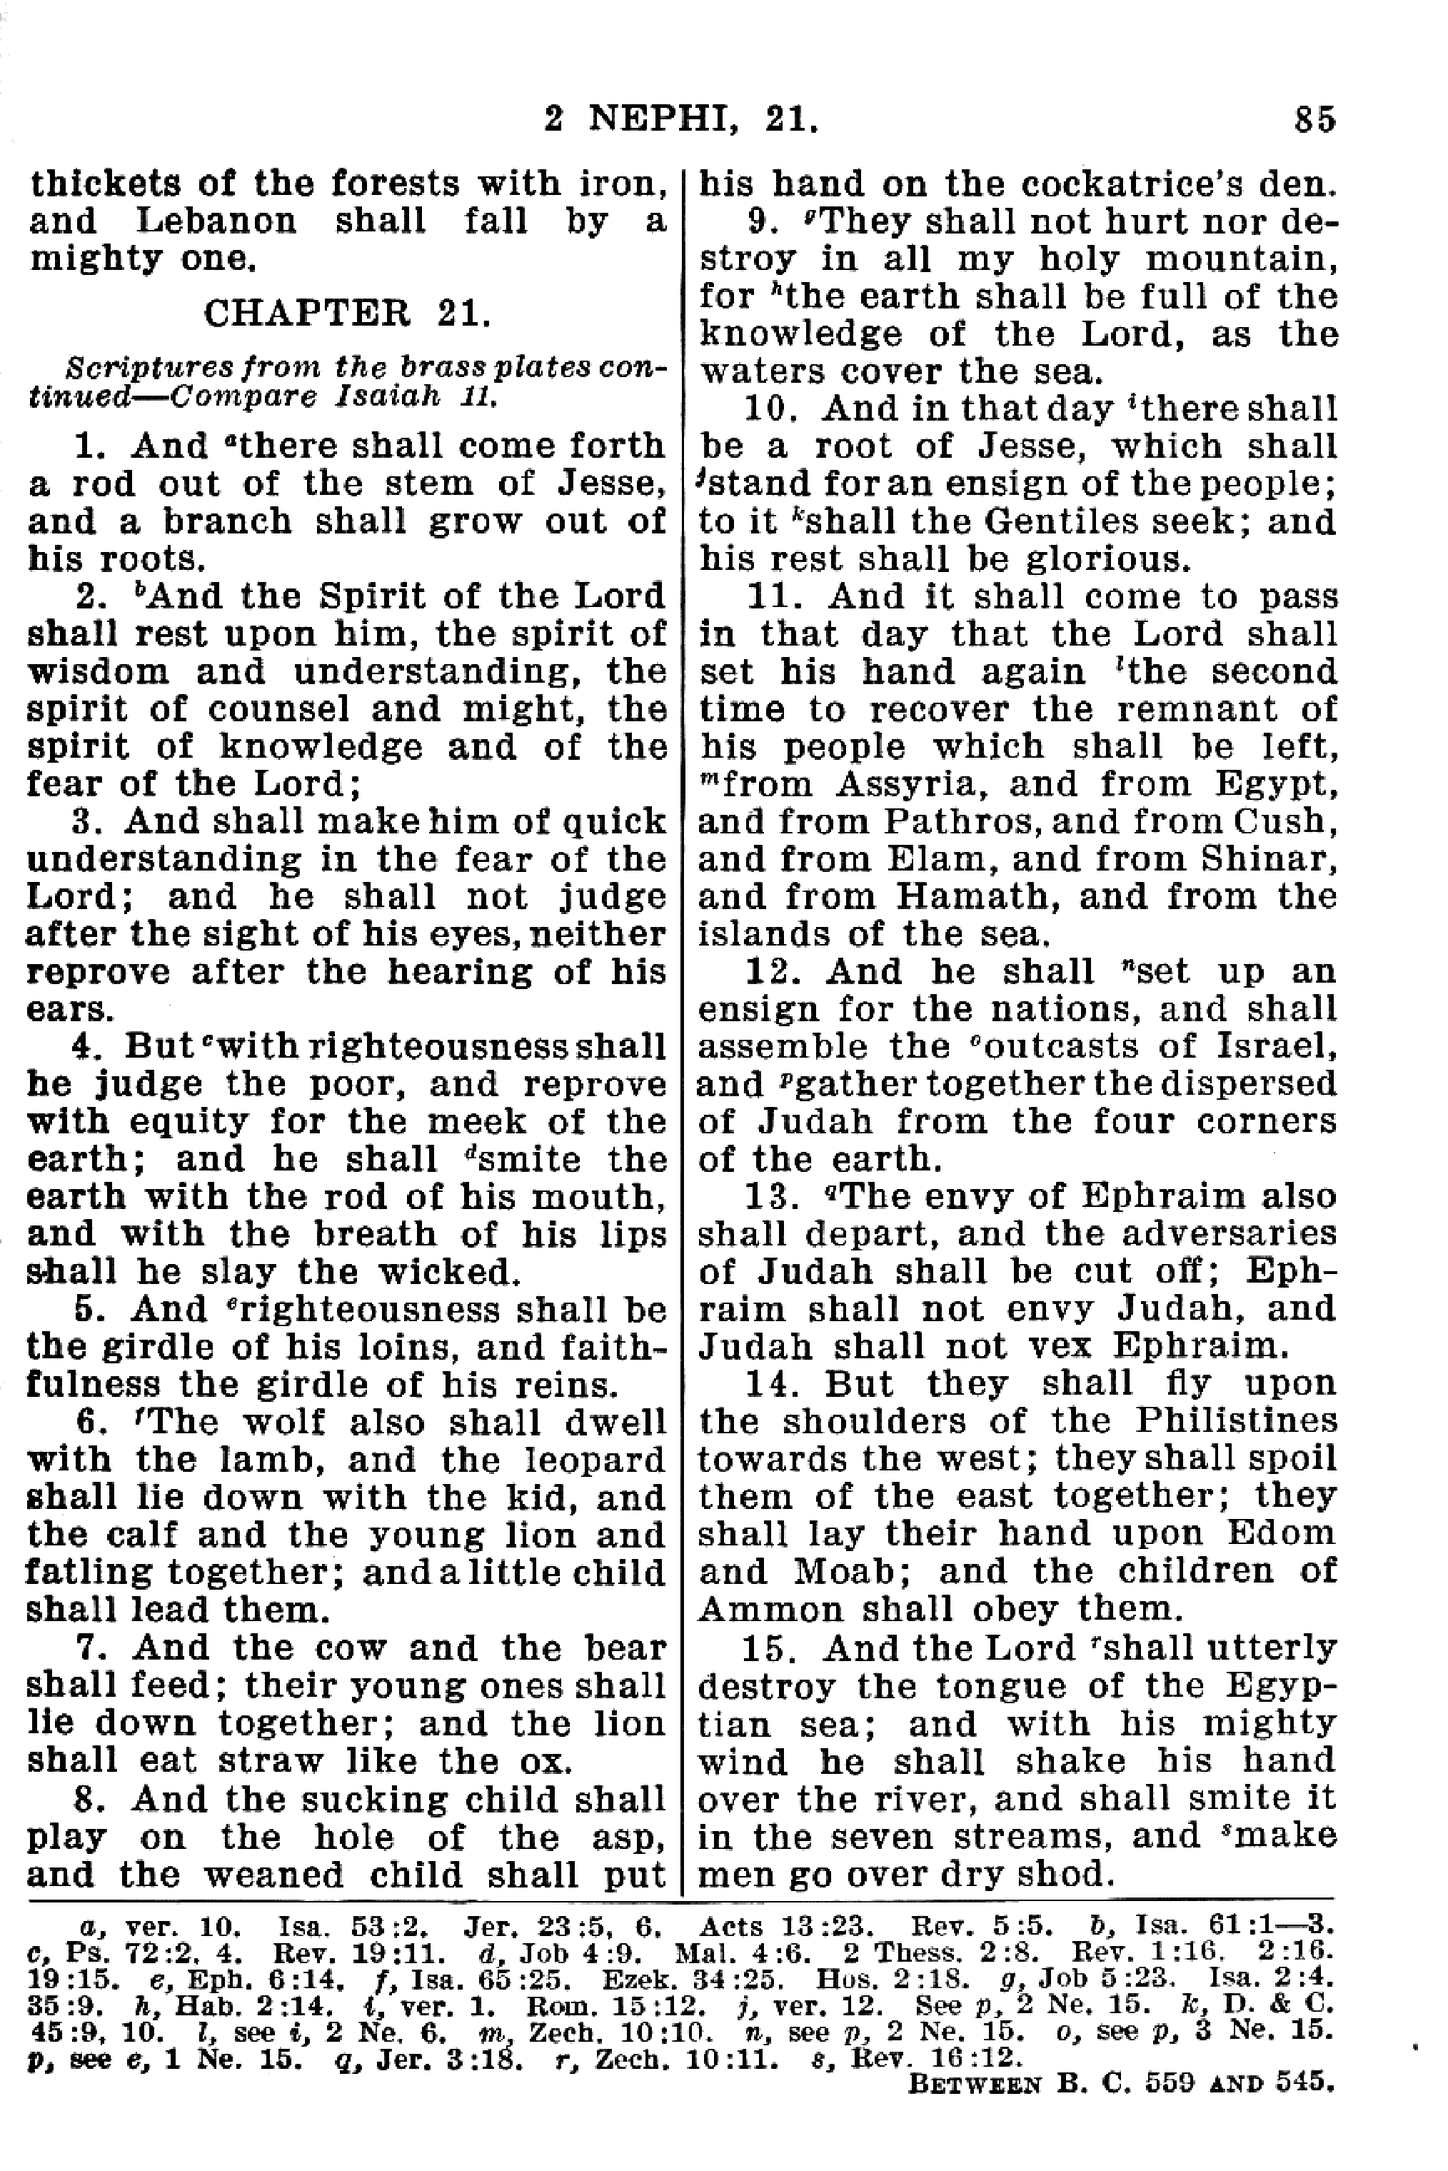 2 NEPHI, 21.
85
thickets of the forests with iron,
and Lebanon shall fall by a
mighty one.
CHAPTER 21.
Scriptures from the brass plates con-
tinued—Compare Isaiah 11.
1. And ᵃthere shall come forth
a rod out of the stem of Jesse,
and a branch shall grow out of
his roots.
2. ᵇAnd the Spirit of the Lord
shall rest upon him, the spirit of
wisdom and understanding, the
spirit of counsel and might, the
spirit of knowledge and of the
fear of the Lord;
3. And shall make him of quick
understanding in the fear of the
Lord; and he shall not judge
after the sight of his eyes, neither
reprove after the hearing of his
ears.
4. But ᶜwith righteousness shall
he judge the poor, and reprove
with equity for the meek of the
earth; and he shall ᵈsmite the
earth with the rod of his mouth,
and with the breath of his lips
shall he slay the wicked.
5. And ᵉrighteousness shall be
the girdle of his loins, and faith-
fulness the girdle of his reins.
6. ᶠThe wolf also shall dwell
with the lamb, and the leopard
shall lie down with the kid, and
the calf and the young lion and
fatling together; and a little child
shall lead them.
7. And the cow and the bear
shall feed; their young ones shall
lie down together; and the lion
shall eat straw like the ox.
8. And the sucking child shall
play on the hole of the asp,
and the weaned child shall put
his hand on the cockatrice's den.
9. ᵍThey shall not hurt nor de-
stroy in all my holy mountain,
for ʰthe earth shall be full of the
knowledge of the Lord, as the
waters cover the sea.
10. And in that day ⁱthere shall
be a root of Jesse, which shall
ʲstand for an ensign of the people;
to it ᵏshall the Gentiles seek; and
his rest shall be glorious.
11. And it shall come to pass
in that day that the Lord shall
set his hand again ˡthe second
time to recover the remnant of
his people which shall be left,
ᵐfrom Assyria, and from Egypt,
and from Pathros, and from Cush,
and from Elam, and from Shinar,
and from Hamath, and from the
islands of the sea.
12. And he shall ⁿset up an
ensign for the nations, and shall
assemble the ᵒoutcasts of Israel,
and ᵖgather together the dispersed
of Judah from the four corners
of the earth.
13. qThe envy of Ephraim also
shall depart, and the adversaries
of Judah shall be cut off; Eph-
raim shall not envy Judah, and
Judah shall not vex Ephraim.
14. But they shall fly upon
the shoulders of the Philistines
towards the west; they shall spoil
them of the east together; they
shall lay their hand upon Edom
and Moab; and the children of
Ammon shall obey them.
15. And the Lord ʳshall utterly
destroy the tongue of the Egyp-
tian sea; and with his mighty
wind he shall shake his hand
over the river, and shall smite it
in the seven streams, and ˢmake
men go over dry shod.
a, ver. 10. Isa. 53:2. Jer. 23:5, 6. Acts 13:23. Rev. 5:5. b, Isa. 61:1—3.
c, Ps. 72:2, 4. Rev. 19:11. d, Job 4:9. Mal. 4:6. 2 Thess. 2:8. Rev. 1:16. 2:16.
19:15. e, Eph. 6:14. f, Isa. 65:25. Ezek. 34:25. Hos. 2:18. g, Job 5:23. Isa. 2:4.
35:9. h, Hab. 2:14. i, ver. 1. Rom. 15:12. j, ver. 12. See p, 2 Ne. 15. k, D. & C.
45:9, 10. l, see i, 2 Ne. 6. m, Zech. 10:10. n, see p, 2 Ne. 15. o, see p, 3 Ne. 15.
p, see e, 1 Ne. 15. q, Jer. 3:18. r, Zech. 10:11. s, Rev. 16:12.
BETWEEN B. C. 559 AND 545.